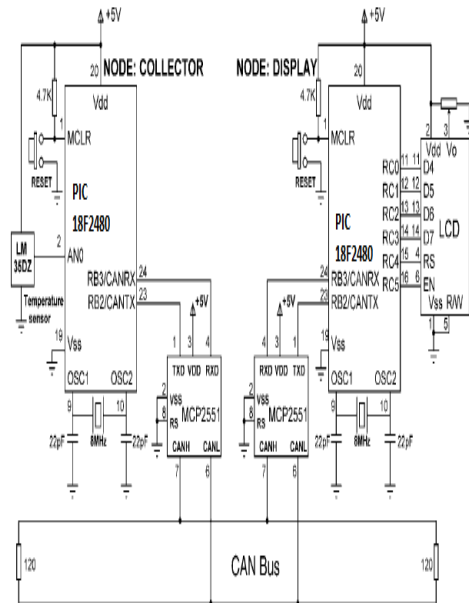 +5V
+5V
NODE: COLLECTOR
NODE: DISPLAY
20
20
Vdd
Vdd
4.7K
4.7K
1
1
MCLR
MCLR
RESET
RESET
PIC
18F2480
PIC
18F2480
2
3
Vdd
Vo
RC0
11
11
D4
RC1
12
12
D5
RC2
13
13
D6
RC3
14
14
D7
RC4
15
4
RS
RC5
16
6
EN
LCD
Vss
R/W
1
5
LM
35DZ
2
AN0
Temperature
sensor
RB3/CANRX
24
RB2/CANTX
23
24
RB3/CANRX
23
RB2/CANTX
+5V
+5V
19
Vss
19
Vss
OSC1
OSC2
OSC1
OSC2
9
10
9
10
8MHz
8MHz
22pF
22pF
22pF
22pF
1
3
4
TXD
VDD
RXD
2
VSS
8
RS
MCP2551
CANH
CANL
7
6
4
3
1
RXD
VDD
TXD
2
VSS
8
RS
MCP2551
CANH
CANL
7
6
120
CAN Bus
120